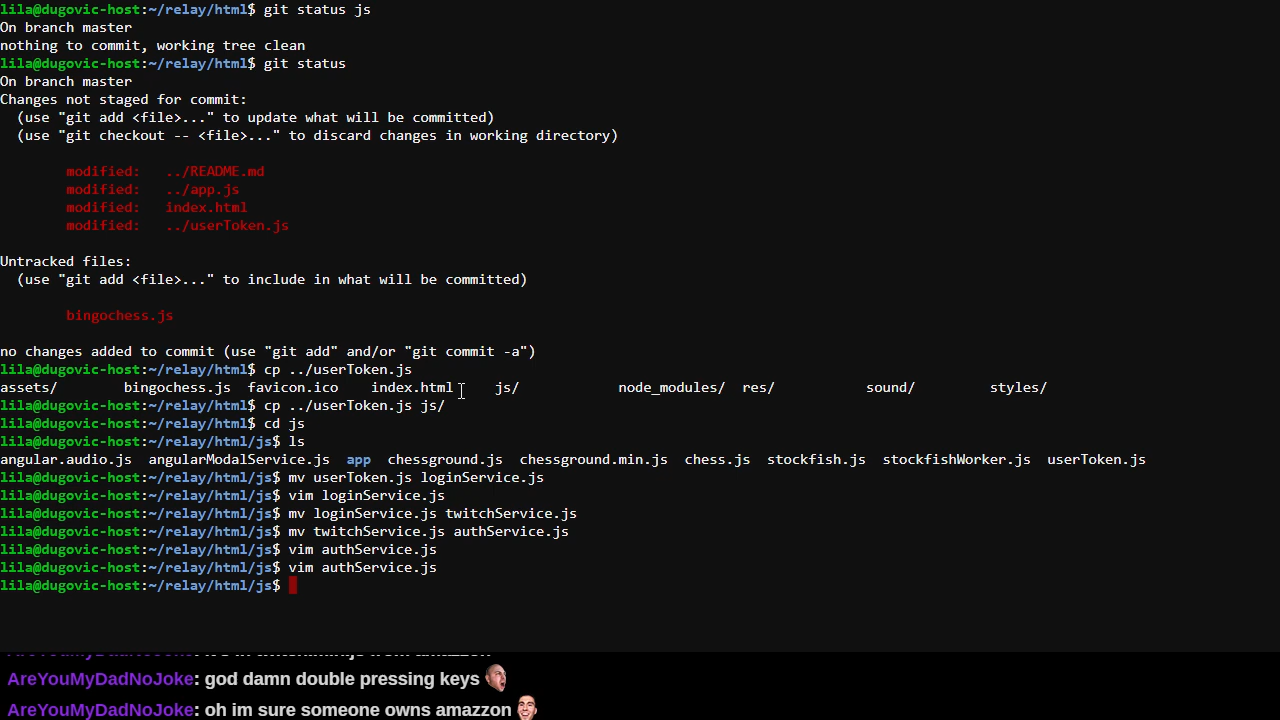 lila@dugovic-host:~/relay/html$ git status js
On branch master
nothing to commit, working tree clean
lila@dugovic-host:~/relay/html$ git status
On branch master
Changes not staged for commit:
  (use "git add <file>..." to update what will be committed)
  (use "git checkout -- <file>..." to discard changes in working directory)
        modified:   ../README.md
        modified:   ../app.js
        modified:   index.html
        modified:   ../userToken.js
Untracked files:
  (use "git add <file>..." to include in what will be committed)
        bingochess.js
no changes added to commit (use "git add" and/or "git commit -a")
lila@dugovic-host:~/relay/html$ cp ../userToken.js
assets/        bingochess.js  favicon.ico    index.html     js/            node_modules/  res/           sound/         styles/
lila@dugovic-host:~/relay/html$ cp ../userToken.js js/
lila@dugovic-host:~/relay/html$ cd js
lila@dugovic-host:~/relay/html/js$ ls
angular.audio.js  angularModalService.js  app  chessground.js  chessground.min.js  chess.js  stockfish.js  stockfishWorker.js  userToken.js
lila@dugovic-host:~/relay/html/js$ mv userToken.js loginService.js
lila@dugovic-host:~/relay/html/js$ vim loginService.js
lila@dugovic-host:~/relay/html/js$ mv loginService.js twitchService.js
lila@dugovic-host:~/relay/html/js$ mv twitchService.js authService.js
lila@dugovic-host:~/relay/html/js$ vim authService.js
lila@dugovic-host:~/relay/html/js$ vim authService.js
lila@dugovic-host:~/relay/html/js$
AreYouMyDadNoJoke:
AreYouMyDadNoJoke: god damn double pressing keys
AreYouMyDadNoJoke: oh im sure someone owns amazzon